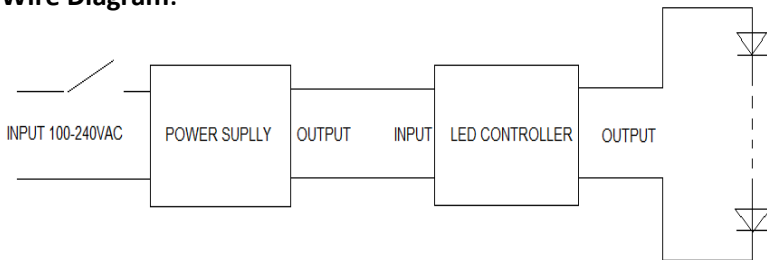 Wire Diagram:
INPUT 100-240VAC POWER SUPLLY OUTPUT INPUT LED CONTROLLER OUTPUT